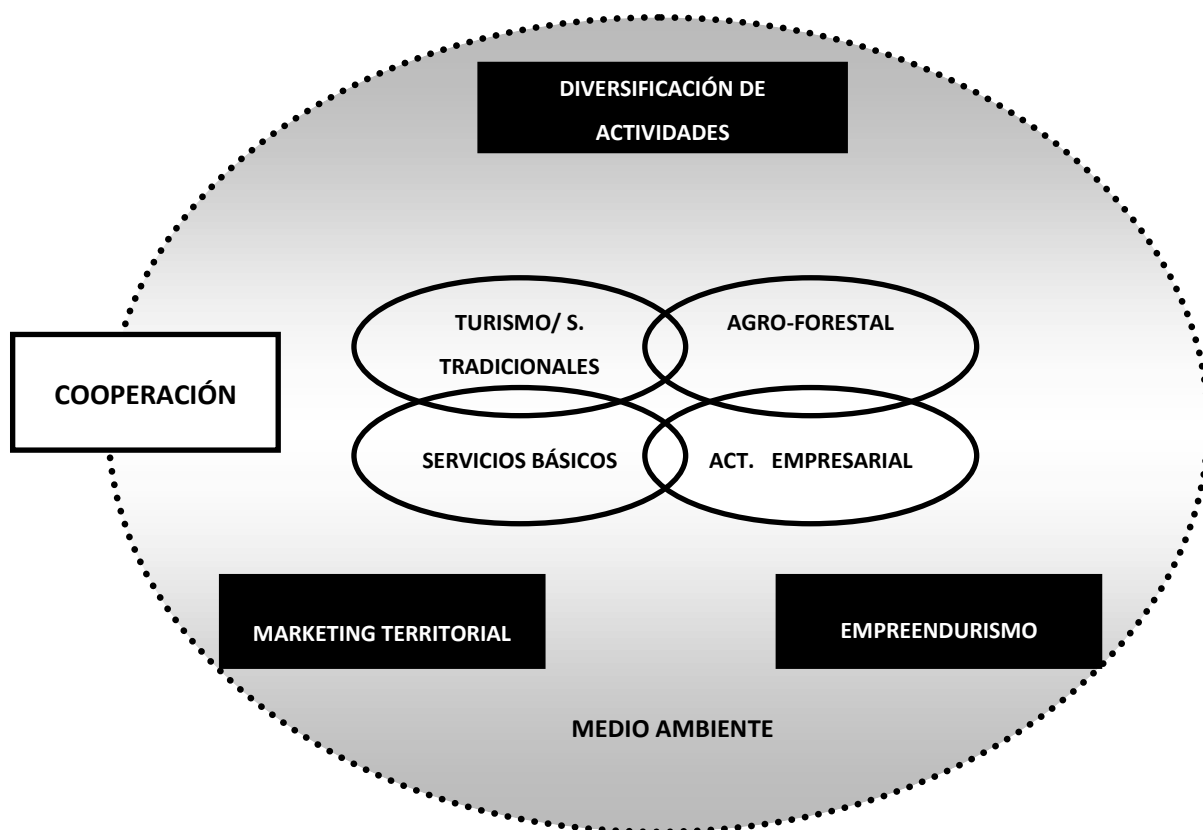 DIVERSIFICACIÓN DE
ACTIVIDADES
TURISMO/ S.
TRADICIONALES
AGRO-FORESTAL
COOPERACIÓN
SERVICIOS BÁSICOS
ACT. EMPRESARIAL
MARKETING TERRITORIAL
EMPREENDURISMO
MEDIO AMBIENTE